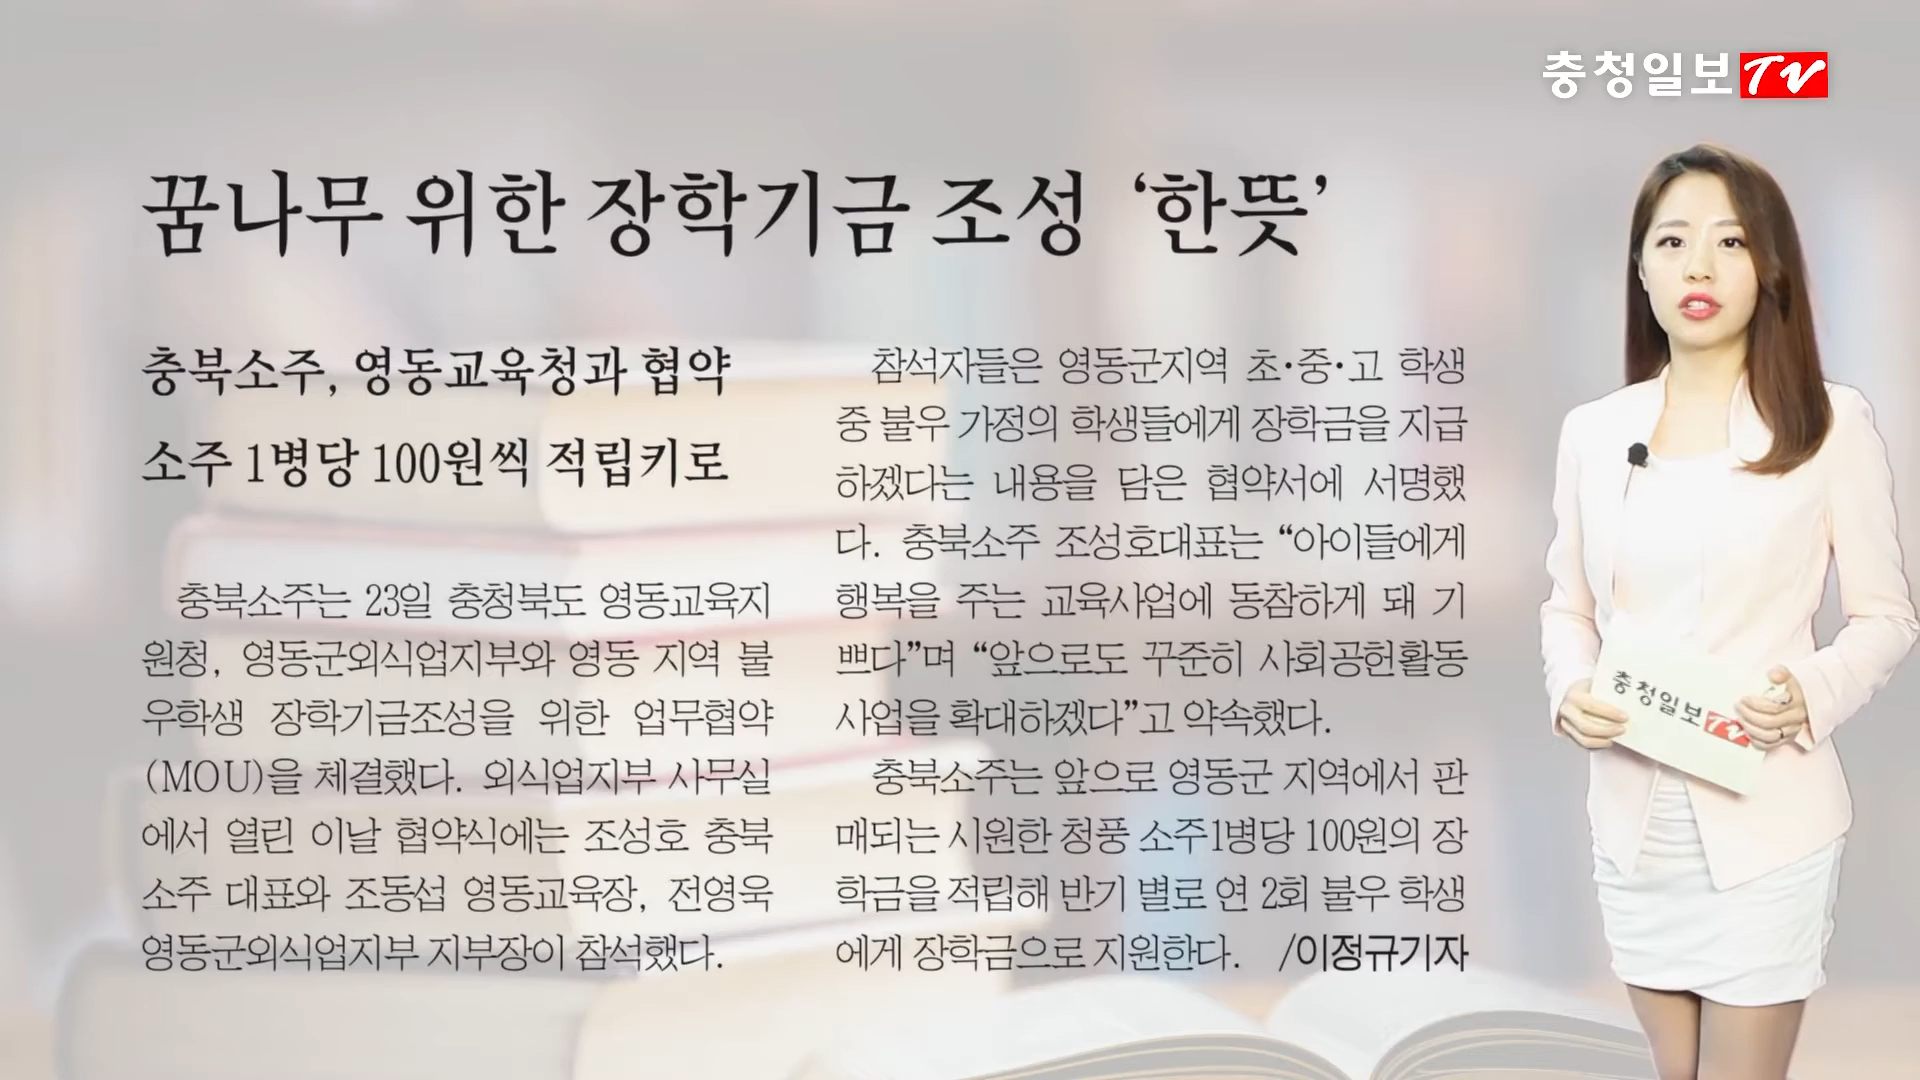 충청일보TV
꿈나무 위한 장학기금 조성 ‘한뜻’
충북소주, 영동교육청과 협약
소주 1병당 100원씩 적립키로
충북소주는 23일 충청북도 영동교육지
원청, 영동군외식업지부와 영동 지역 불
우학생 장학기금조성을 위한 업무협약
(MOU)을 체결했다. 외식업지부 사무실
에서 열린 이날 협약식에는 조성호 충북
소주 대표와 조동섭 영동교육장, 전영욱
영동군외식업지부 지부장이 참석했다.
참석자들은 영동군지역 초·중·고 학생
중 불우 가정의 학생들에게 장학금을 지급
하겠다는 내용을 담은 협약서에 서명했
다. 충북소주 조성호대표는 “아이들에게
행복을 주는 교육사업에 동참하게 돼 기
쁘다”며 “앞으로도 꾸준히 사회공헌활동
사업을 확대하겠다”고 약속했다.
충북소주는 앞으로 영동군 지역에서 판
매되는 시원한 청풍 소주1병당 100원의 장
학금을 적립해 반기 별로 연 2회 불우 학생
에게 장학금으로 지원한다. /이정규기자
충청일보TV